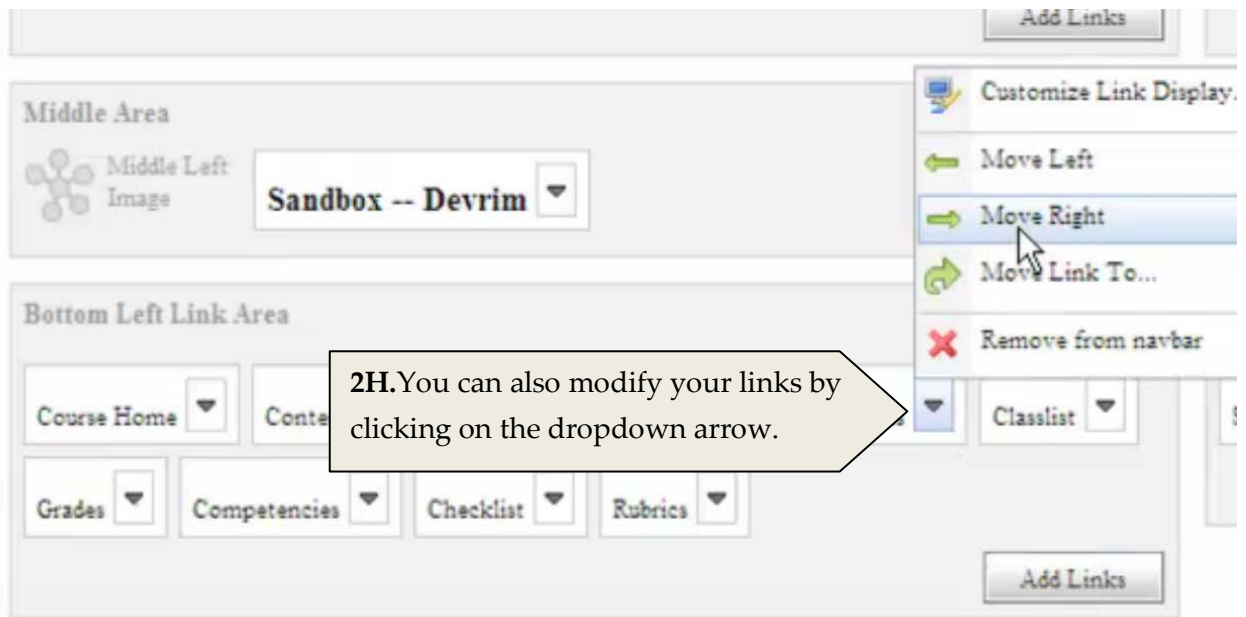 Add Links
Customize Link Display.
Middle Area
Middle Left
Image
Sandbox -- Devrim
Move Left
Move Right
Move Link To...
Remove from navbar
Bottom Left Link Area
2H.You can also modify your links by
clicking on the dropdown arrow.
Course Home Classlist
Grades Competencies Checklist Rubrics
Add Links